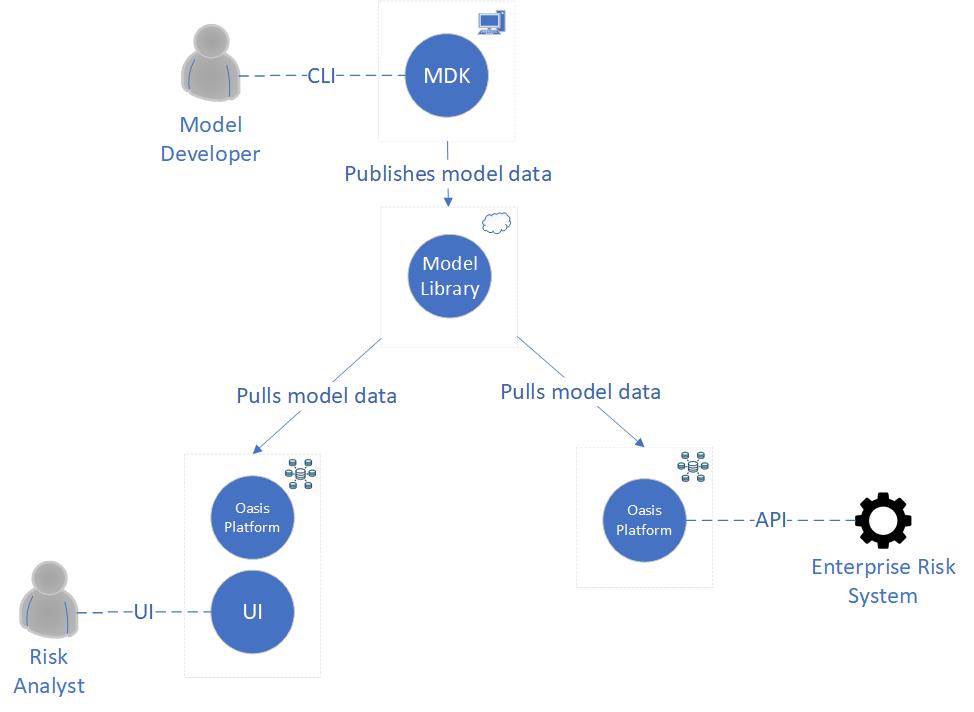 CLI
MDK
Model
Developer
Publishes model data
Model
Library
Pulls model data
Pulls model data
Oasis
Platform
Oasis
Platform
API
Enterprise Risk
System
UI
UI
Risk
Analyst